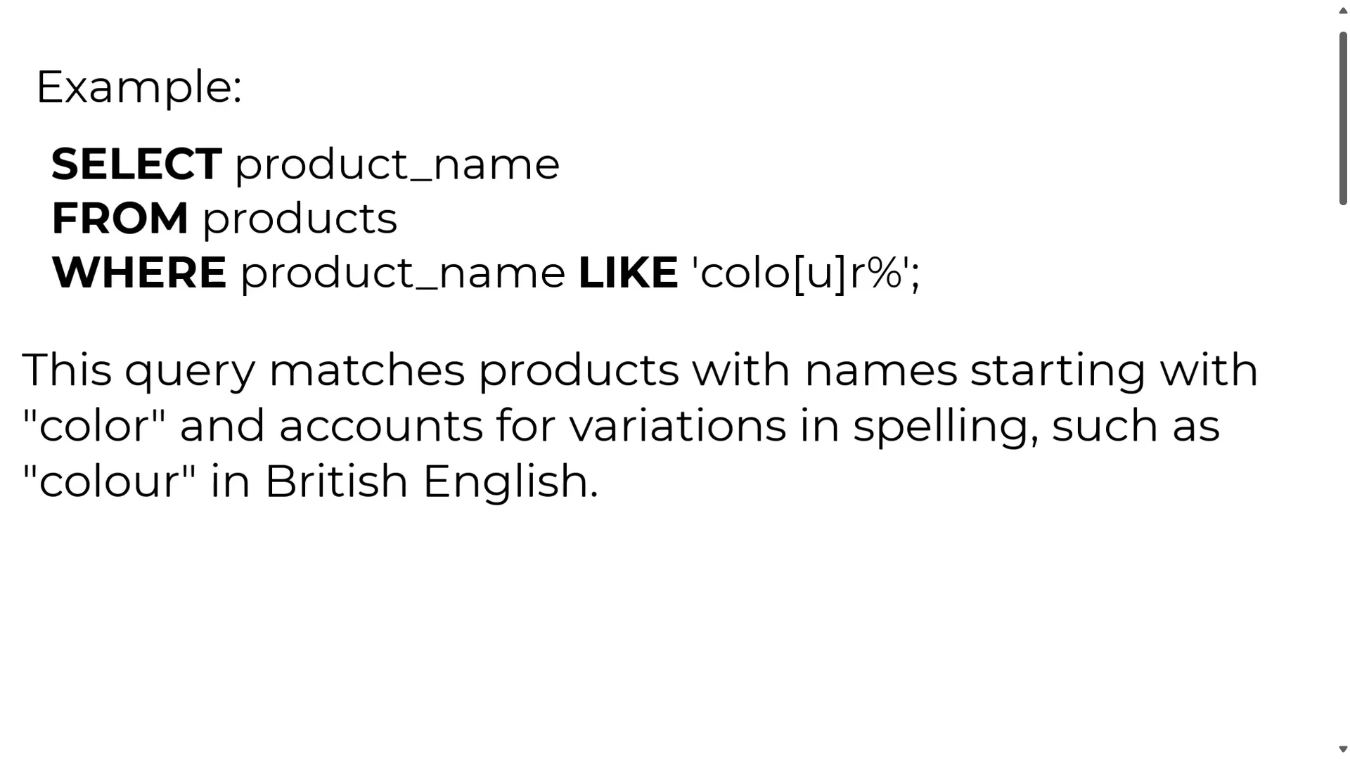 Example:
SELECT product_name
FROM products
WHERE product_name LIKE 'colo[u]r%';
This query matches products with names starting with
"color" and accounts for variations in spelling, such as
"colour" in British English.